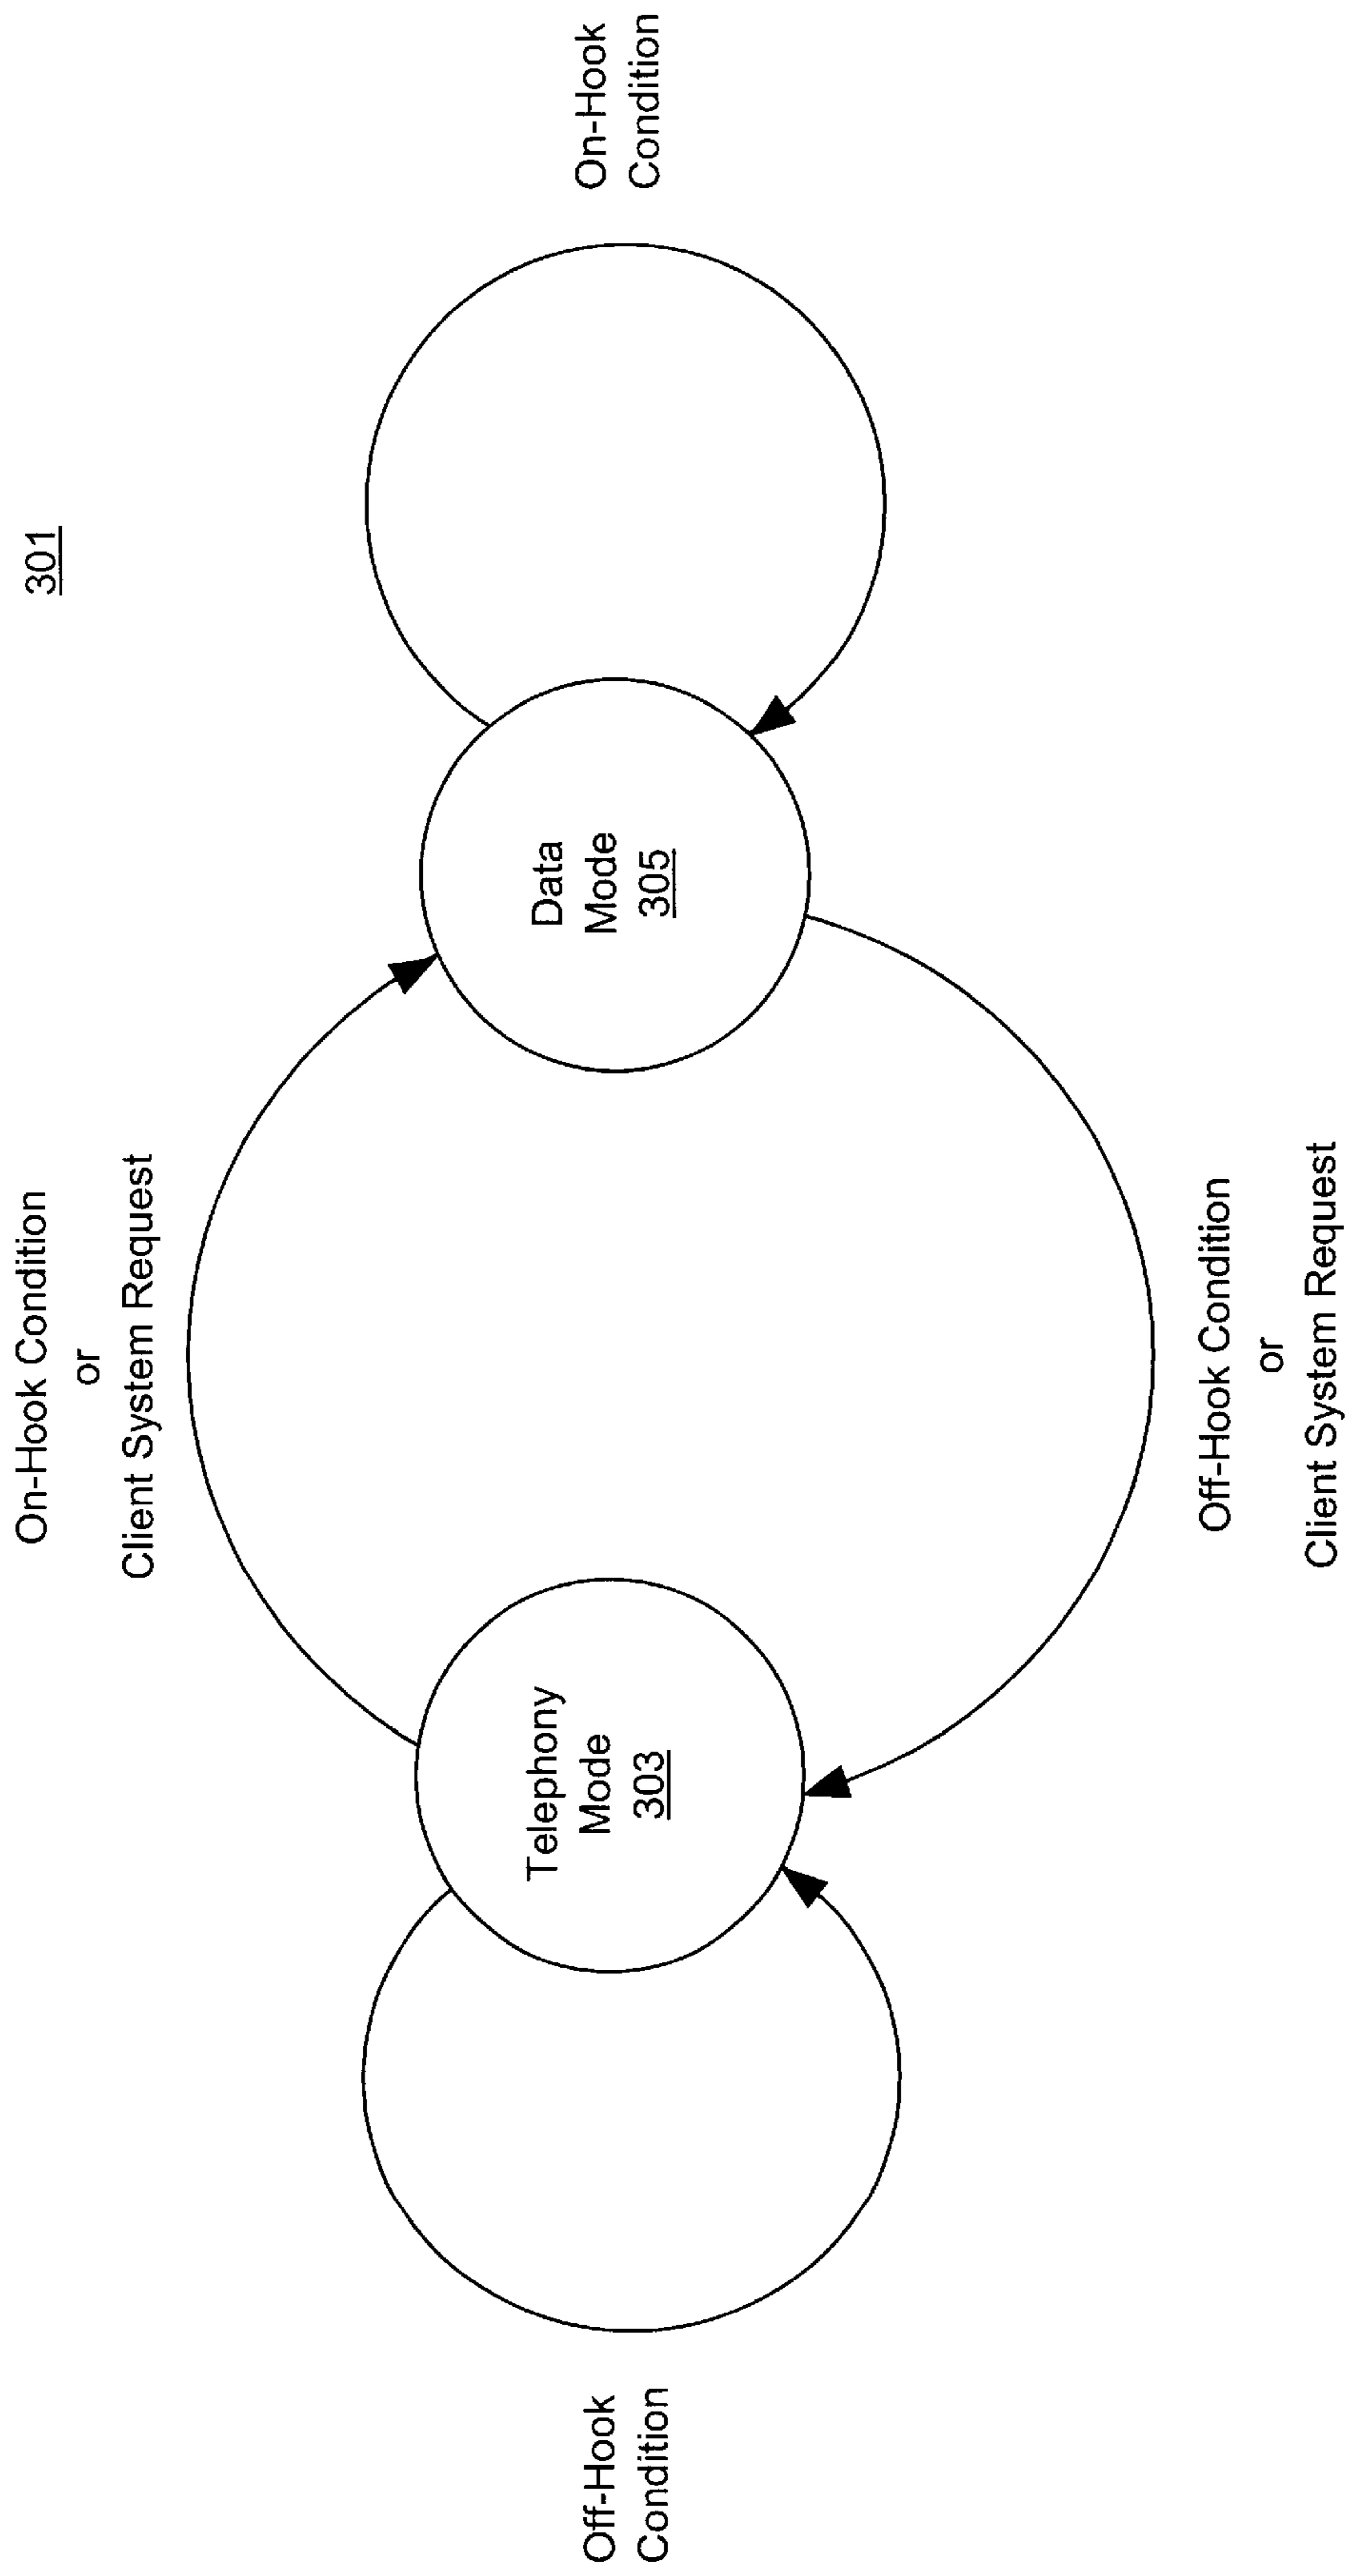 301
On-Hook Condition
or
Client System Request
Off-Hook
Condition
Telephony
Mode
303
Data
Mode
305
On-Hook
Condition
Off-Hook Condition
or
Client System Request